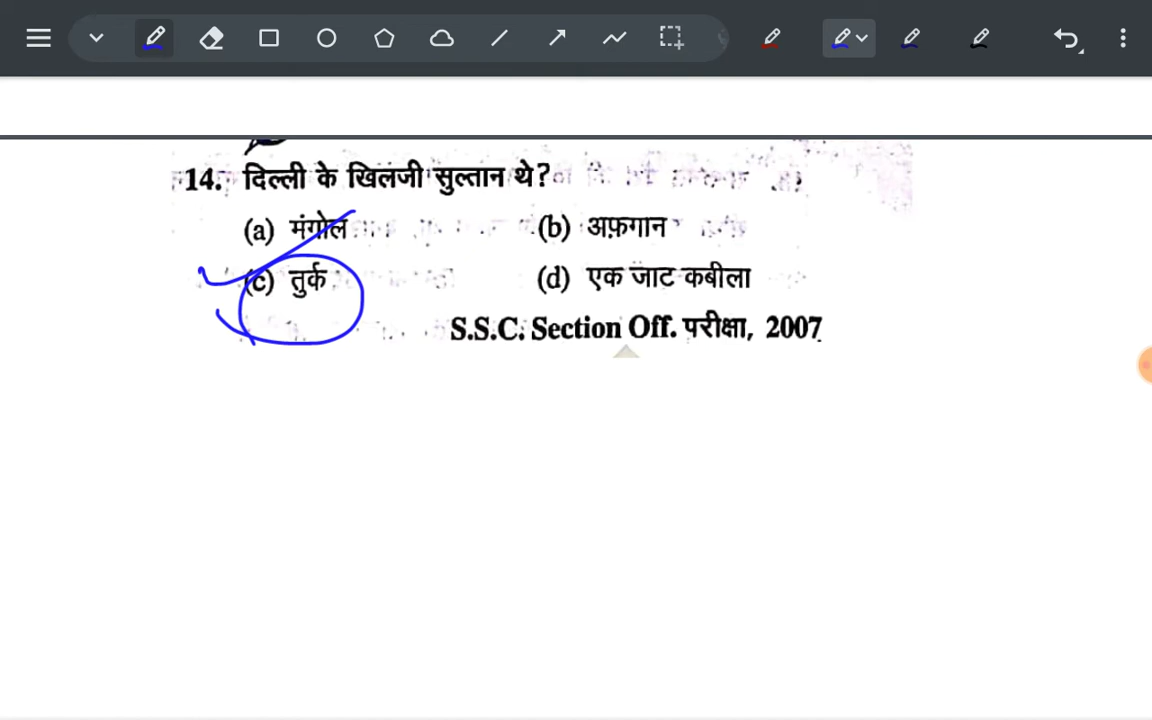 14. दिल्ली के खिलजी सुल्तान थे?
(a) मंगोल (b) अफ़गान
(c) तुर्क (d) एक जाट कबीला
S.S.C. Section Off. परीक्षा, 2007